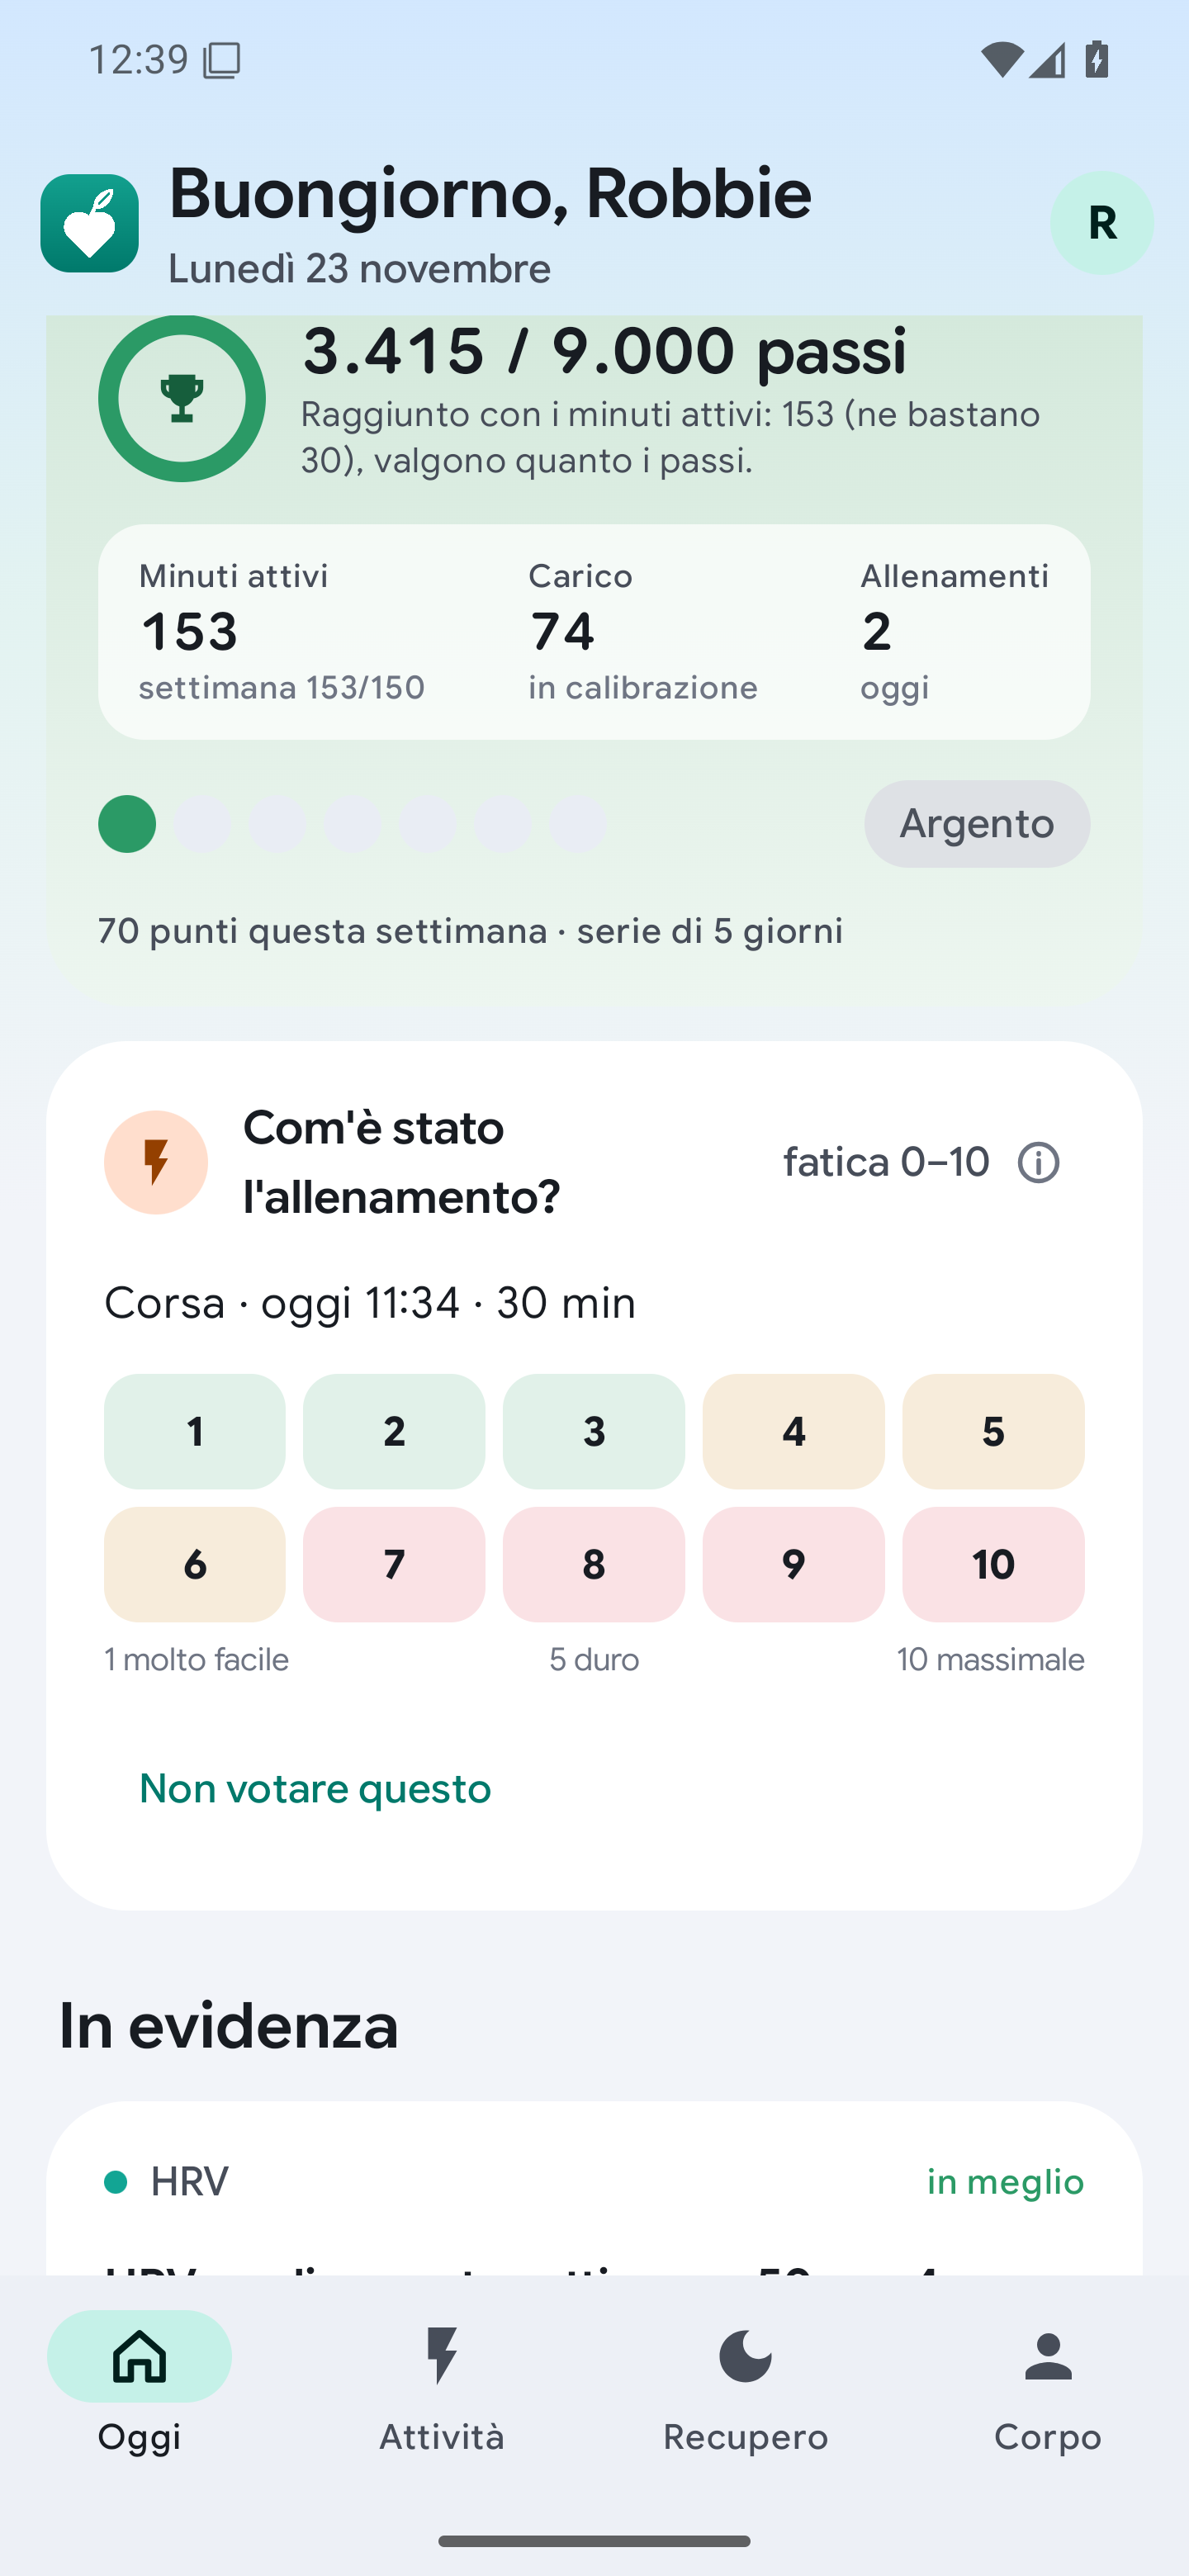 12:39
Buongiorno, Robbie
Lunedì 23 novembre
R
3.415 / 9.000 passi
Raggiunto con i minuti attivi: 153 (ne bastano
30), valgono quanto i passi.
Minuti attivi
153
settimana 153/150
Carico
74
in calibrazione
Allenamenti
2
oggi
Argento
70 punti questa settimana · serie di 5 giorni
Com'è stato
l'allenamento?
fatica 0–10
Corsa · oggi 11:34 · 30 min
1 2 3 4 5
6 7 8 9 10
1 molto facile 5 duro 10 massimale
Non votare questo
In evidenza
HRV
in meglio
Oggi Attività Recupero Corpo